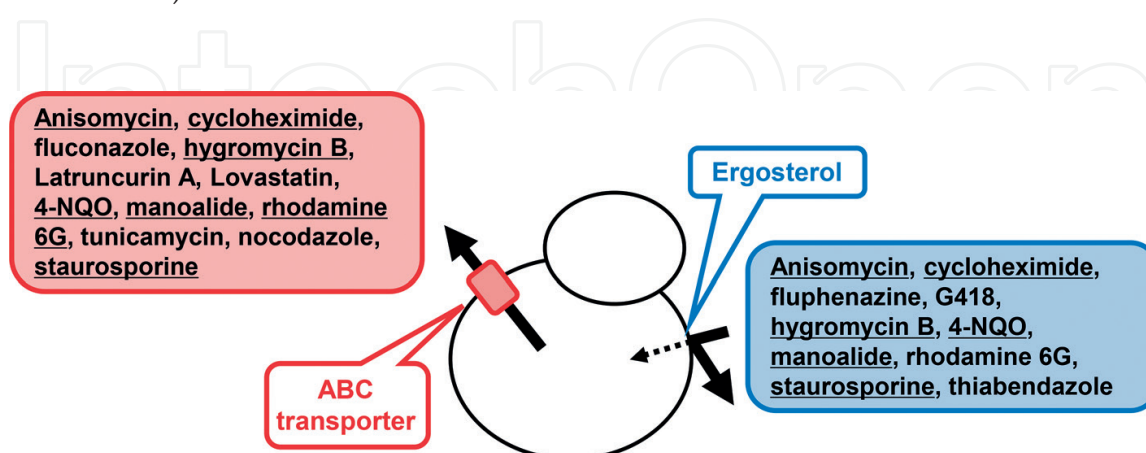 IntechOpen
Anisomycin, cycloheximide,
fluconazole, hygromycin B,
Latruncurin A, Lovastatin,
4-NQO, manoalide, rhodamine
6G, tunicamycin, nocodazole,
staurosporine
ABC
transporter
Ergosterol
Anisomycin, cycloheximide,
fluphenazine, G418,
hygromycin B, 4-NQO,
manoalide, rhodamine 6G,
staurosporine, thiabendazole